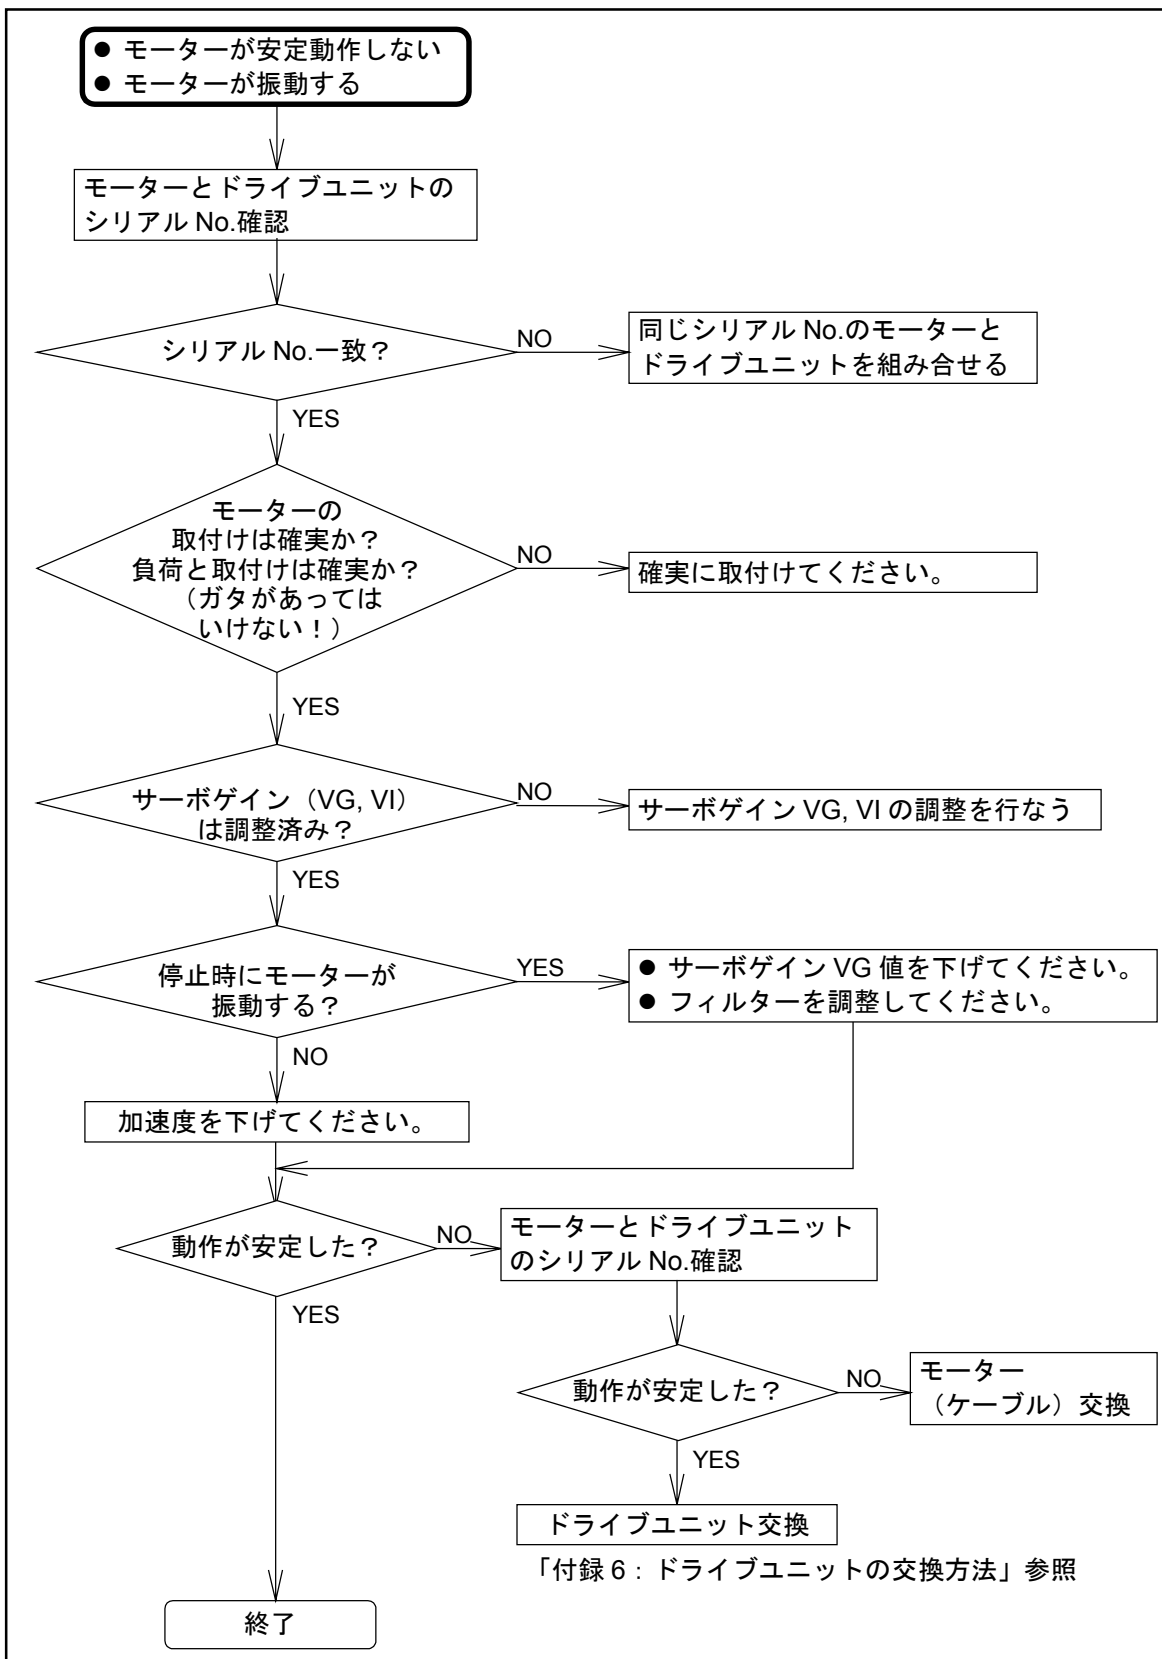 ● モーターが安定動作しない
● モーターが振動する
モーターとドライブユニットの
シリアル No.確認
シリアル No.一致？
NO
同じシリアル No.のモーターと
ドライブユニットを組み合せる
YES
モーターの
取付けは確実か？
負荷と取付けは確実か？
（ガタがあっては
いけない！）
NO
確実に取付けてください。
YES
サーボゲイン（VG, VI）
は調整済み？
NO
サーボゲイン VG, VI の調整を行なう
YES
停止時にモーターが
振動する？
YES
● サーボゲイン VG 値を下げてください。
● フィルターを調整してください。
NO
加速度を下げてください。
動作が安定した？
NO
モーターとドライブユニット
のシリアル No.確認
YES
動作が安定した？
NO
モーター
（ケーブル）交換
YES
ドライブユニット交換
「付録 6：ドライブユニットの交換方法」参照
終了